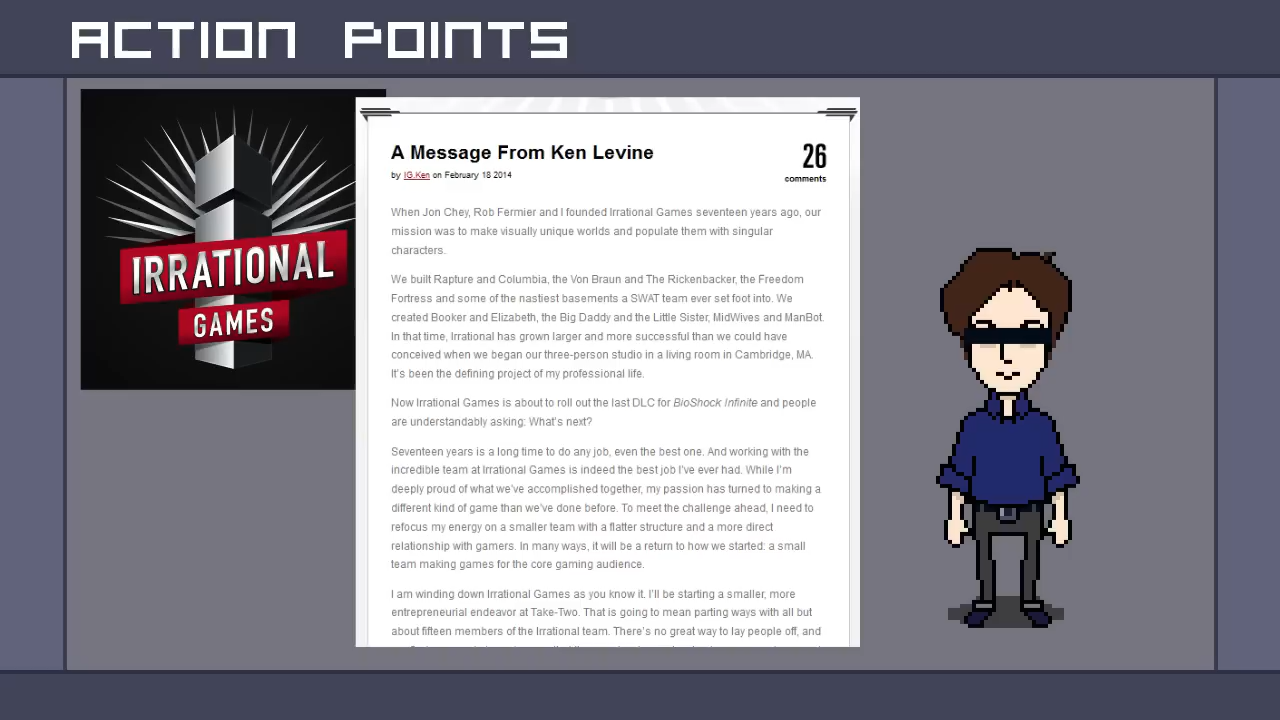 ACTION POINTS
IRRATIONAL
GAMES
A Message From Ken Levine
26
comments
by IG.Ken on February 18 2014
When Jon Chey, Rob Fermier and I founded Irrational Games seventeen years ago, our
mission was to make visually unique worlds and populate them with singular
characters.
We built Rapture and Columbia, the Von Braun and The Rickenbacker, the Freedom
Fortress and some of the nastiest basements a SWAT team ever set foot into. We
created Booker and Elizabeth, the Big Daddy and the Little Sister, MidWives and ManBot.
In that time, Irrational has grown larger and more successful than we could have
conceived when we began our three-person studio in a living room in Cambridge, MA.
It's been the defining project of my professional life.
Now Irrational Games is about to roll out the last DLC for BioShock Infinite and people
are understandably asking: What's next?
Seventeen years is a long time to do any job, even the best one. And working with the
incredible team at Irrational Games is indeed the best job I've ever had. While I'm
deeply proud of what we've accomplished together, my passion has turned to making a
different kind of game than we've done before. To meet the challenge ahead, I need to
refocus my energy on a smaller team with a flatter structure and a more direct
relationship with gamers. In many ways, it will be a return to how we started: a small
team making games for the core gaming audience.
I am winding down Irrational Games as you know it. I'll be starting a smaller, more
entrepreneurial endeavor at Take-Two. That is going to mean parting ways with all but
about fifteen members of the Irrational team. There's no great way to lay people off, and